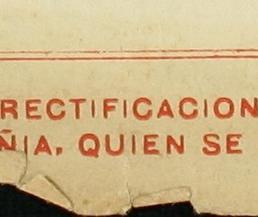 RECTIFICACION
ÑIA, QUIEN SE